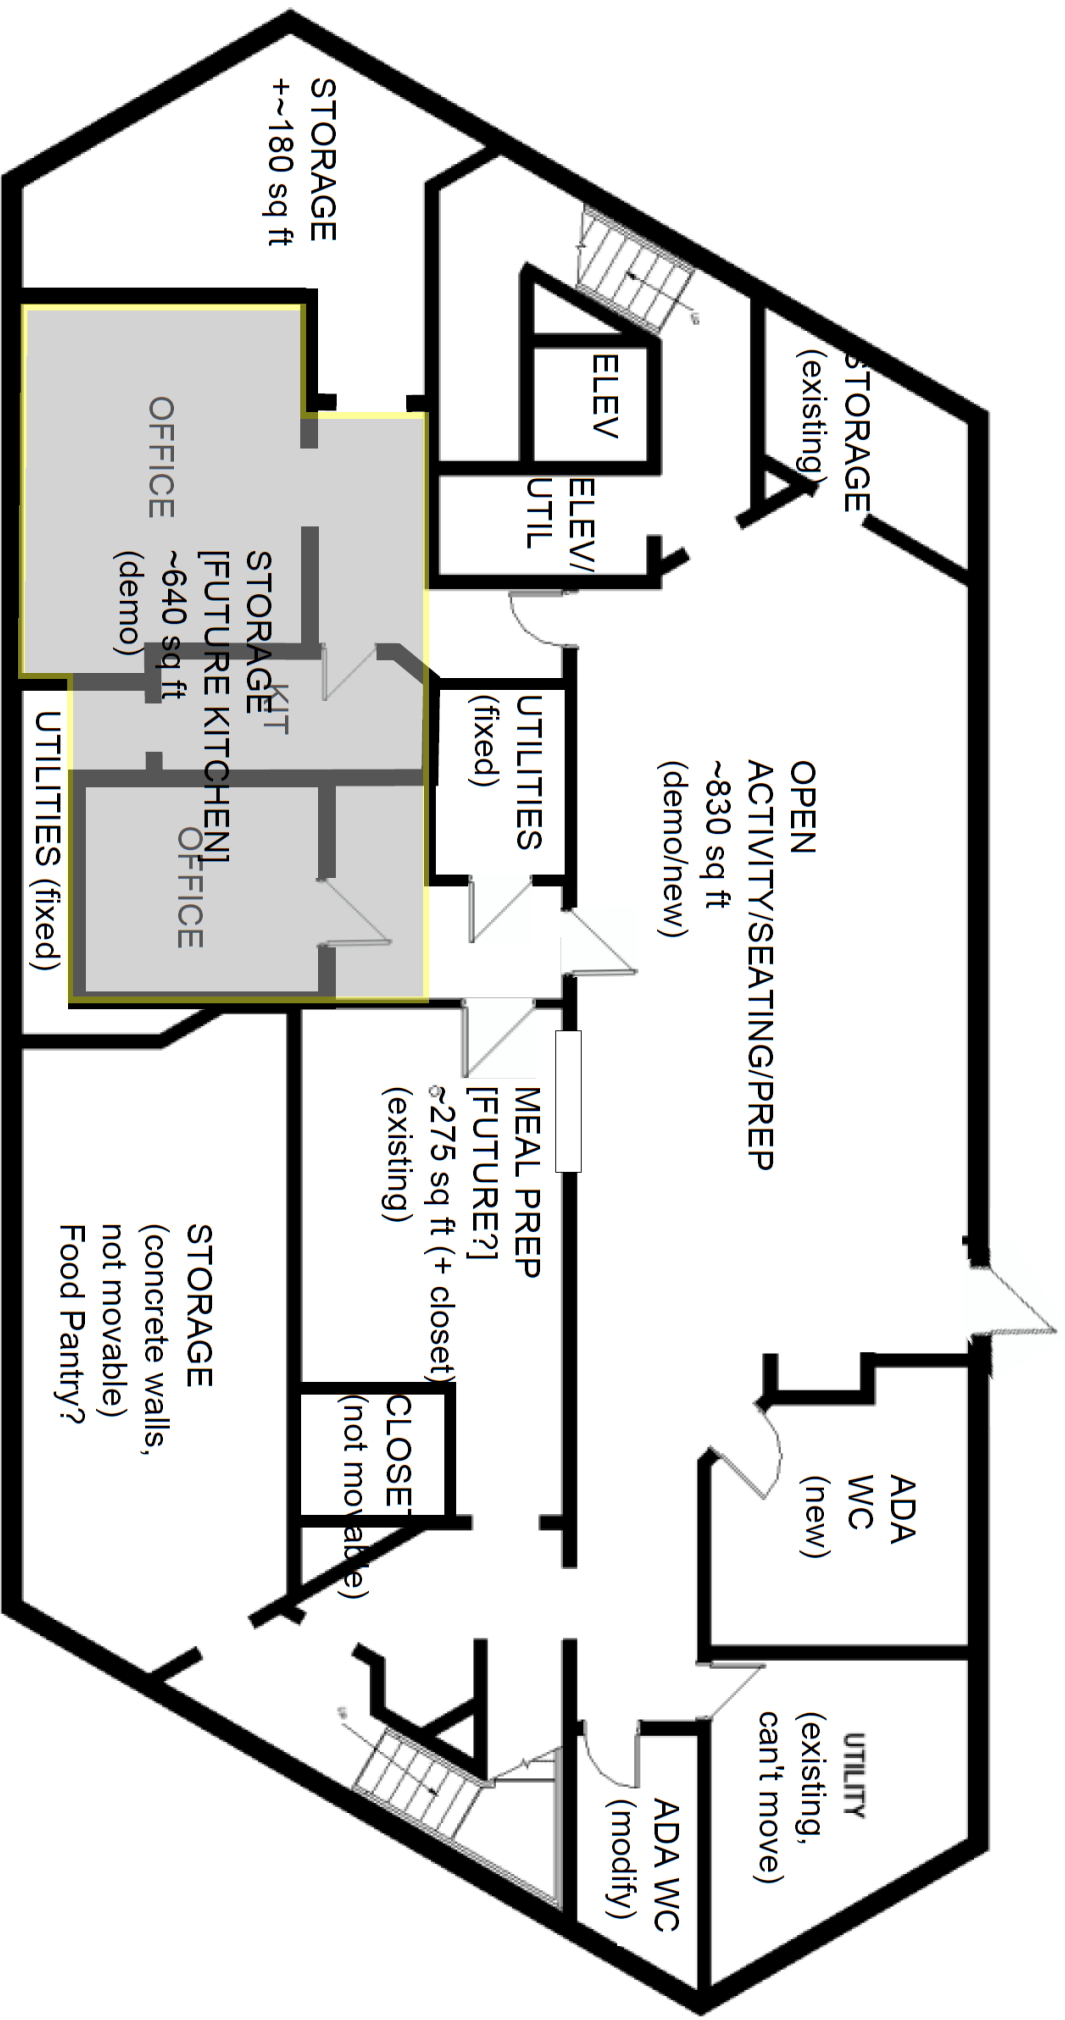 STORAGE
+~180 sq ft
UP
STORAGE
(existing)
ELEV
ELEV/
UTIL
OFFICE
STORAGE
[FUTURE KITCHEN]
~640 sq ft
(demo)
KIT
OFFICE
UTILITIES (fixed)
UTILITIES
(fixed)
OPEN
ACTIVITY/SEATING/PREP
~830 sq ft
(demo/new)
MEAL PREP
[FUTURE?]
~275 sq ft (+ closet)
(existing)
STORAGE
(concrete walls,
not movable)
Food Pantry?
CLOSET
(not movable)
ADA
WC
(new)
UP
ADA WC
(modify)
UTILITY
(existing,
can't move)